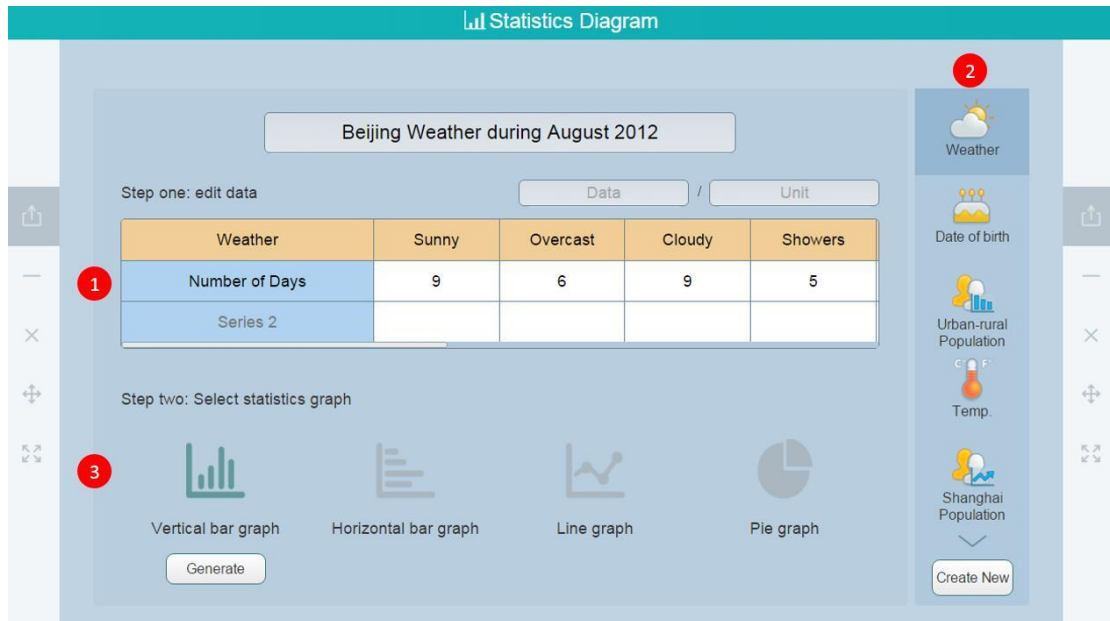 Statistics Diagram
2
Beijing Weather during August 2012
Weather
Step one: edit data Data / Unit
Weather Sunny Overcast Cloudy Showers
Date of birth
1 Number of Days 9 6 9 5
Series 2
Urban-rural
Population
C° F°
Step two: Select statistics graph
Temp.
3
Shanghai
Population
Vertical bar graph Horizontal bar graph Line graph Pie graph
Generate
Create New